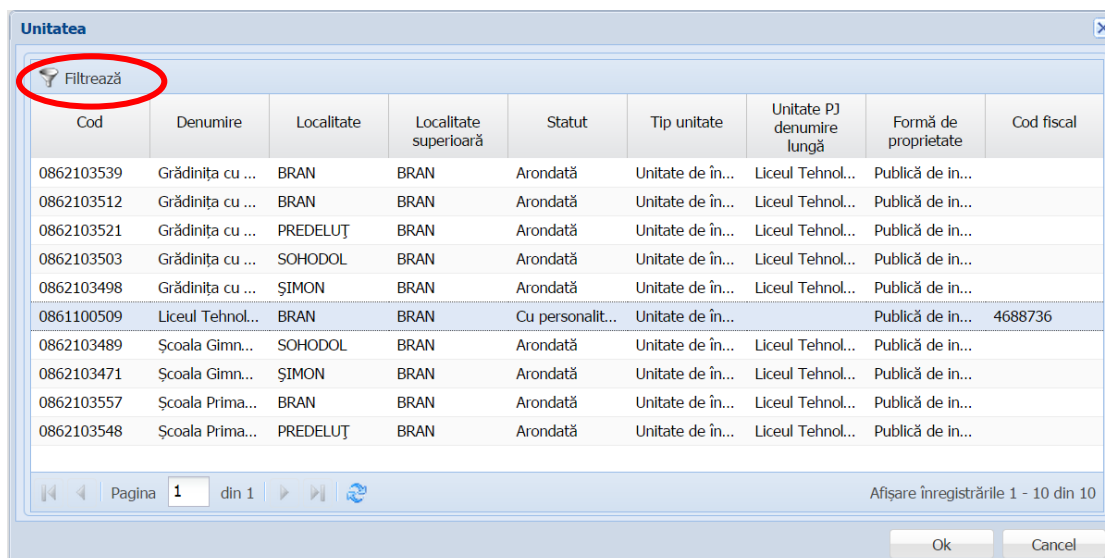 Unitatea
Filtrează
Cod Denumire Localitate Localitate superioară Statut Tip unitate Unitate PJ denumire lungă Formă de proprietate Cod fiscal
0862103539 Grădinița cu ... BRAN BRAN Arondată Unitate de în... Liceul Tehnol... Publică de in...
0862103512 Grădinița cu ... BRAN BRAN Arondată Unitate de în... Liceul Tehnol... Publică de in...
0862103521 Grădinița cu ... PREDELUŢ BRAN Arondată Unitate de în... Liceul Tehnol... Publică de in...
0862103503 Grădinița cu ... SOHODOL BRAN Arondată Unitate de în... Liceul Tehnol... Publică de in...
0862103498 Grădinița cu ... ŞIMON BRAN Arondată Unitate de în... Liceul Tehnol... Publică de in...
0861100509 Liceul Tehnol... BRAN BRAN Cu personalit... Unitate de în... Publică de in... 4688736
0862103489 Școala Gimn... SOHODOL BRAN Arondată Unitate de în... Liceul Tehnol... Publică de in...
0862103471 Școala Gimn... ŞIMON BRAN Arondată Unitate de în... Liceul Tehnol... Publică de in...
0862103557 Școala Prima... BRAN BRAN Arondată Unitate de în... Liceul Tehnol... Publică de in...
0862103548 Școala Prima... PREDELUŢ BRAN Arondată Unitate de în... Liceul Tehnol... Publică de in...
Pagina 1 din 1 Afișare înregistrările 1 - 10 din 10
Ok Cancel